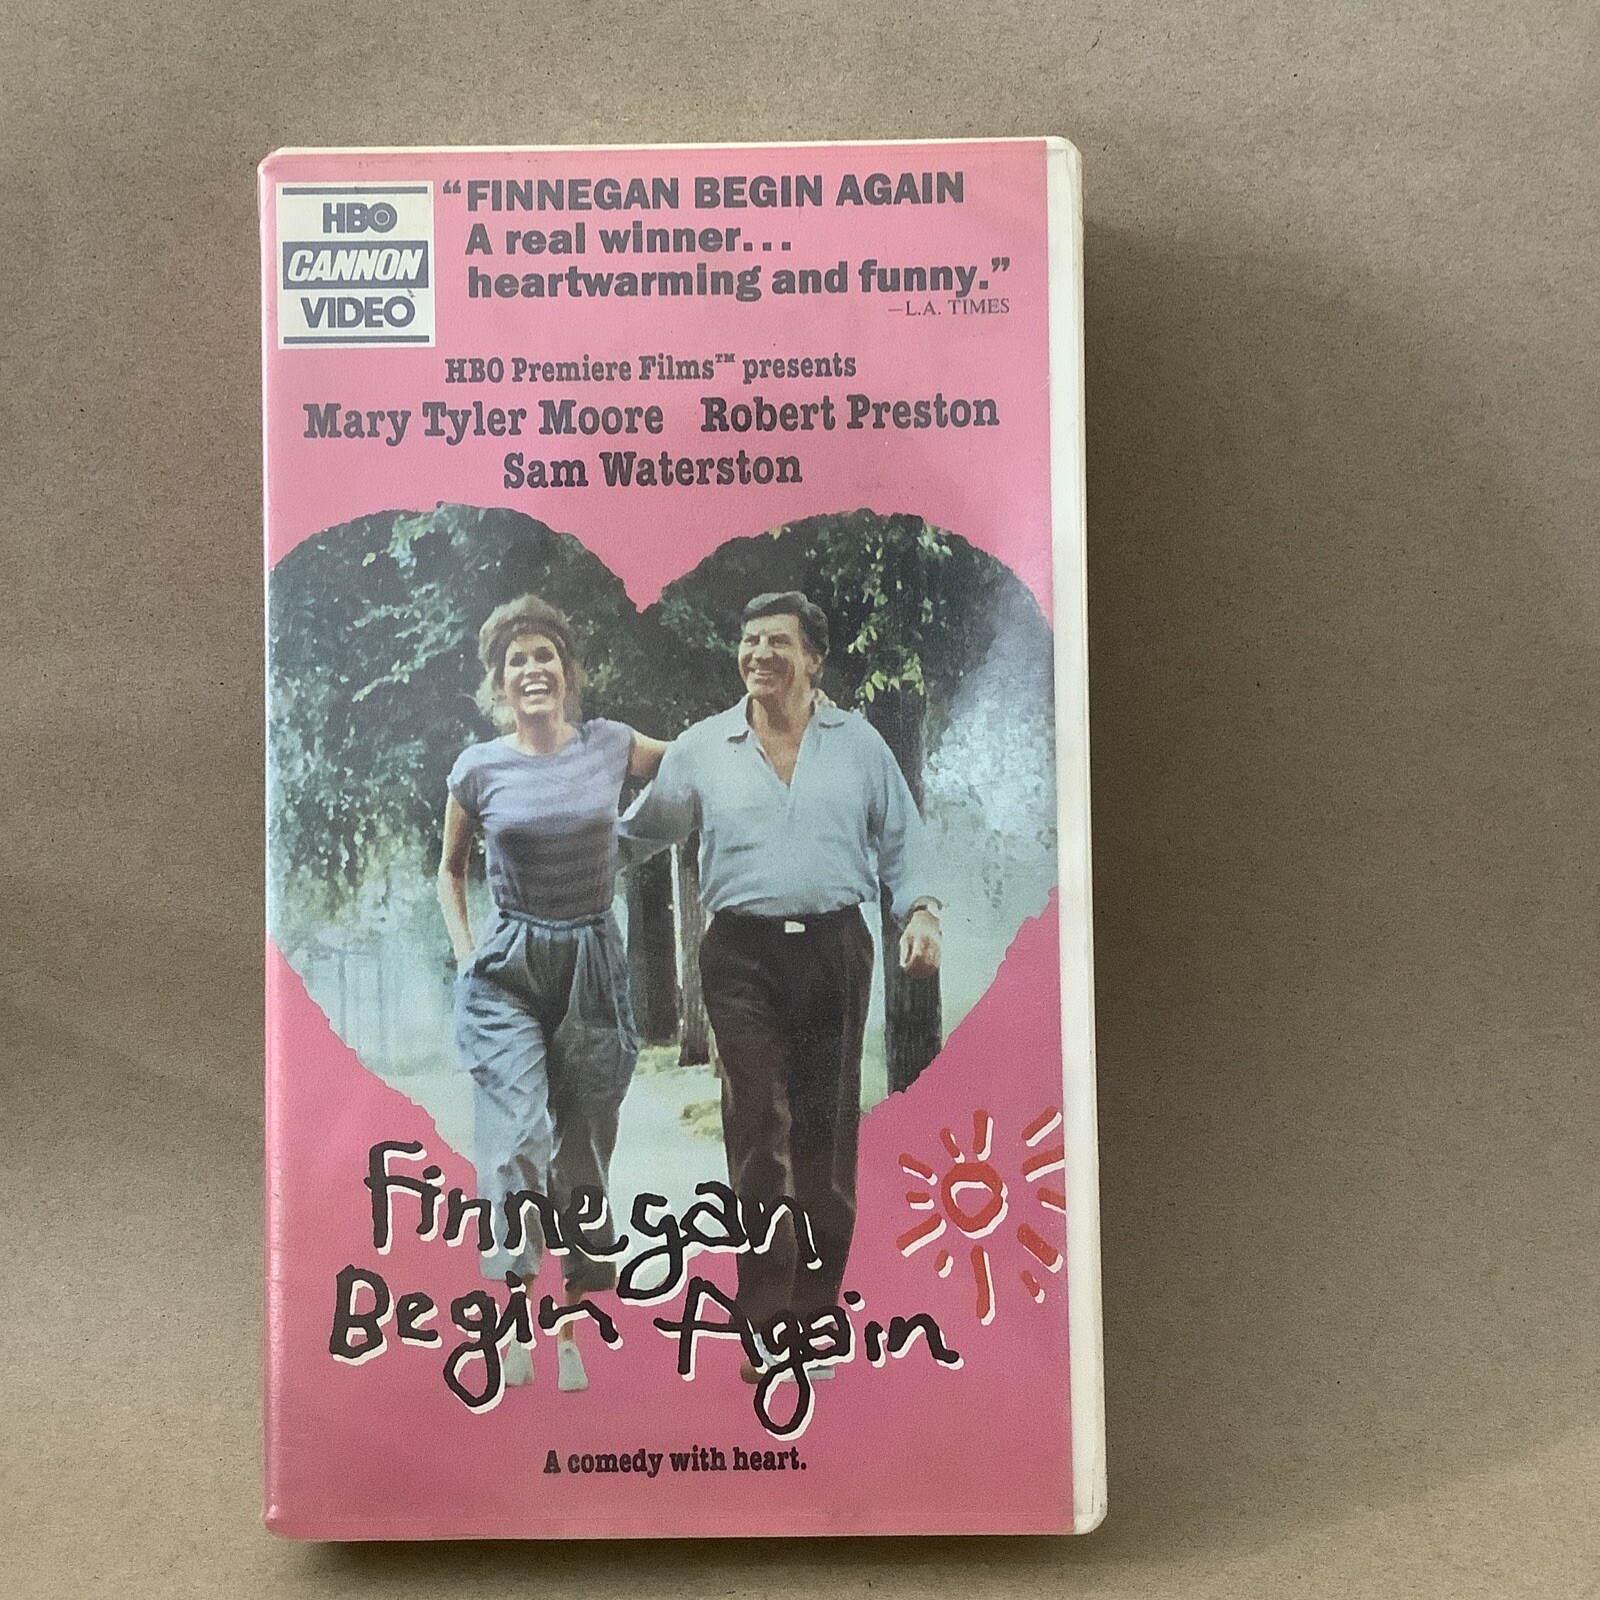 HBO
CANNON
VIDEO
“FINNEGAN BEGIN AGAIN
A real winner...
heartwarming and funny.”
—L.A. TIMES
HBO Premiere Films™ presents
Mary Tyler Moore Robert Preston
Sam Waterston
Finnegan
Begin Again
A comedy with heart.